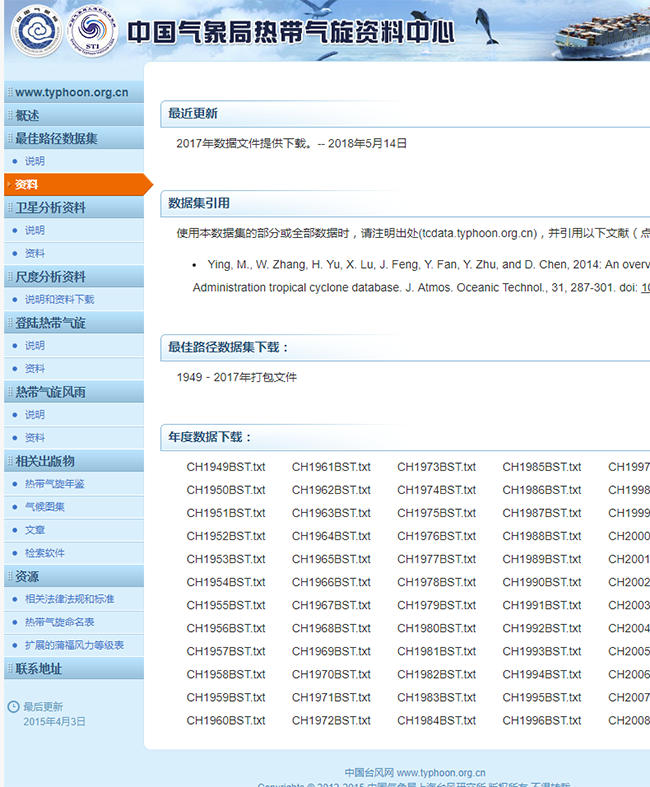 中国气象局热带气旋资料中心
STI
www.typhoon.org.cn
概述
最佳路径数据集
说明
资料
卫星分析资料
说明
资料
尺度分析资料
说明和资料下载
登陆热带气旋
说明
资料
热带气旋风雨
说明
资料
相关出版物
热带气旋年鉴
气候图集
文章
检索软件
资源
相关法律法规和标准
热带气旋命名表
扩展的蒲福风力等级表
联系地址
最后更新
2015年4月3日
最近更新
2017年数据文件提供下载。-- 2018年5月14日
数据集引用
使用本数据集的部分或全部数据时，请注明出处(tcdata.typhoon.org.cn)，并引用以下文献（点
• Ying, M., W. Zhang, H. Yu, X. Lu, J. Feng, Y. Fan, Y. Zhu, and D. Chen, 2014: An overv
Administration tropical cyclone database. J. Atmos. Oceanic Technol., 31, 287-301. doi: 10
最佳路径数据集下载：
1949 - 2017年打包文件
年度数据下载：
CH1949BST.txt CH1961BST.txt CH1973BST.txt CH1985BST.txt CH1997
CH1950BST.txt CH1962BST.txt CH1974BST.txt CH1986BST.txt CH1998
CH1951BST.txt CH1963BST.txt CH1975BST.txt CH1987BST.txt CH1999
CH1952BST.txt CH1964BST.txt CH1976BST.txt CH1988BST.txt CH2000
CH1953BST.txt CH1965BST.txt CH1977BST.txt CH1989BST.txt CH2001
CH1954BST.txt CH1966BST.txt CH1978BST.txt CH1990BST.txt CH2002
CH1955BST.txt CH1967BST.txt CH1979BST.txt CH1991BST.txt CH2003
CH1956BST.txt CH1968BST.txt CH1980BST.txt CH1992BST.txt CH2004
CH1957BST.txt CH1969BST.txt CH1981BST.txt CH1993BST.txt CH2005
CH1958BST.txt CH1970BST.txt CH1982BST.txt CH1994BST.txt CH2006
CH1959BST.txt CH1971BST.txt CH1983BST.txt CH1995BST.txt CH2007
CH1960BST.txt CH1972BST.txt CH1984BST.txt CH1996BST.txt CH2008
中国台风网 www.typhoon.org.cn
Copyright © 2012-2015 中国气象局上海台风研究所 版权所有 不得转载